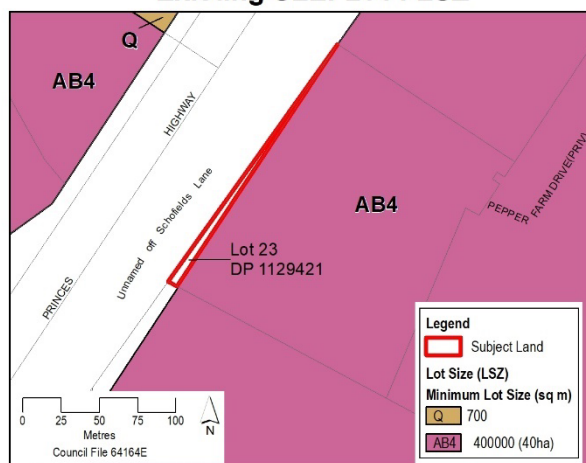 Q
AB4
PRINCES
HIGHWAY
Unnamed off Schofields Lane
AB4
PEPPER FARM DRIVE(PRIV
Lot 23
DP 1129421
0 25 50 75 100
Metres
Council File 64164E
N
Legend
Subject Land
Lot Size (LSZ)
Minimum Lot Size (sq m)
Q 700
AB4 400000 (40ha)